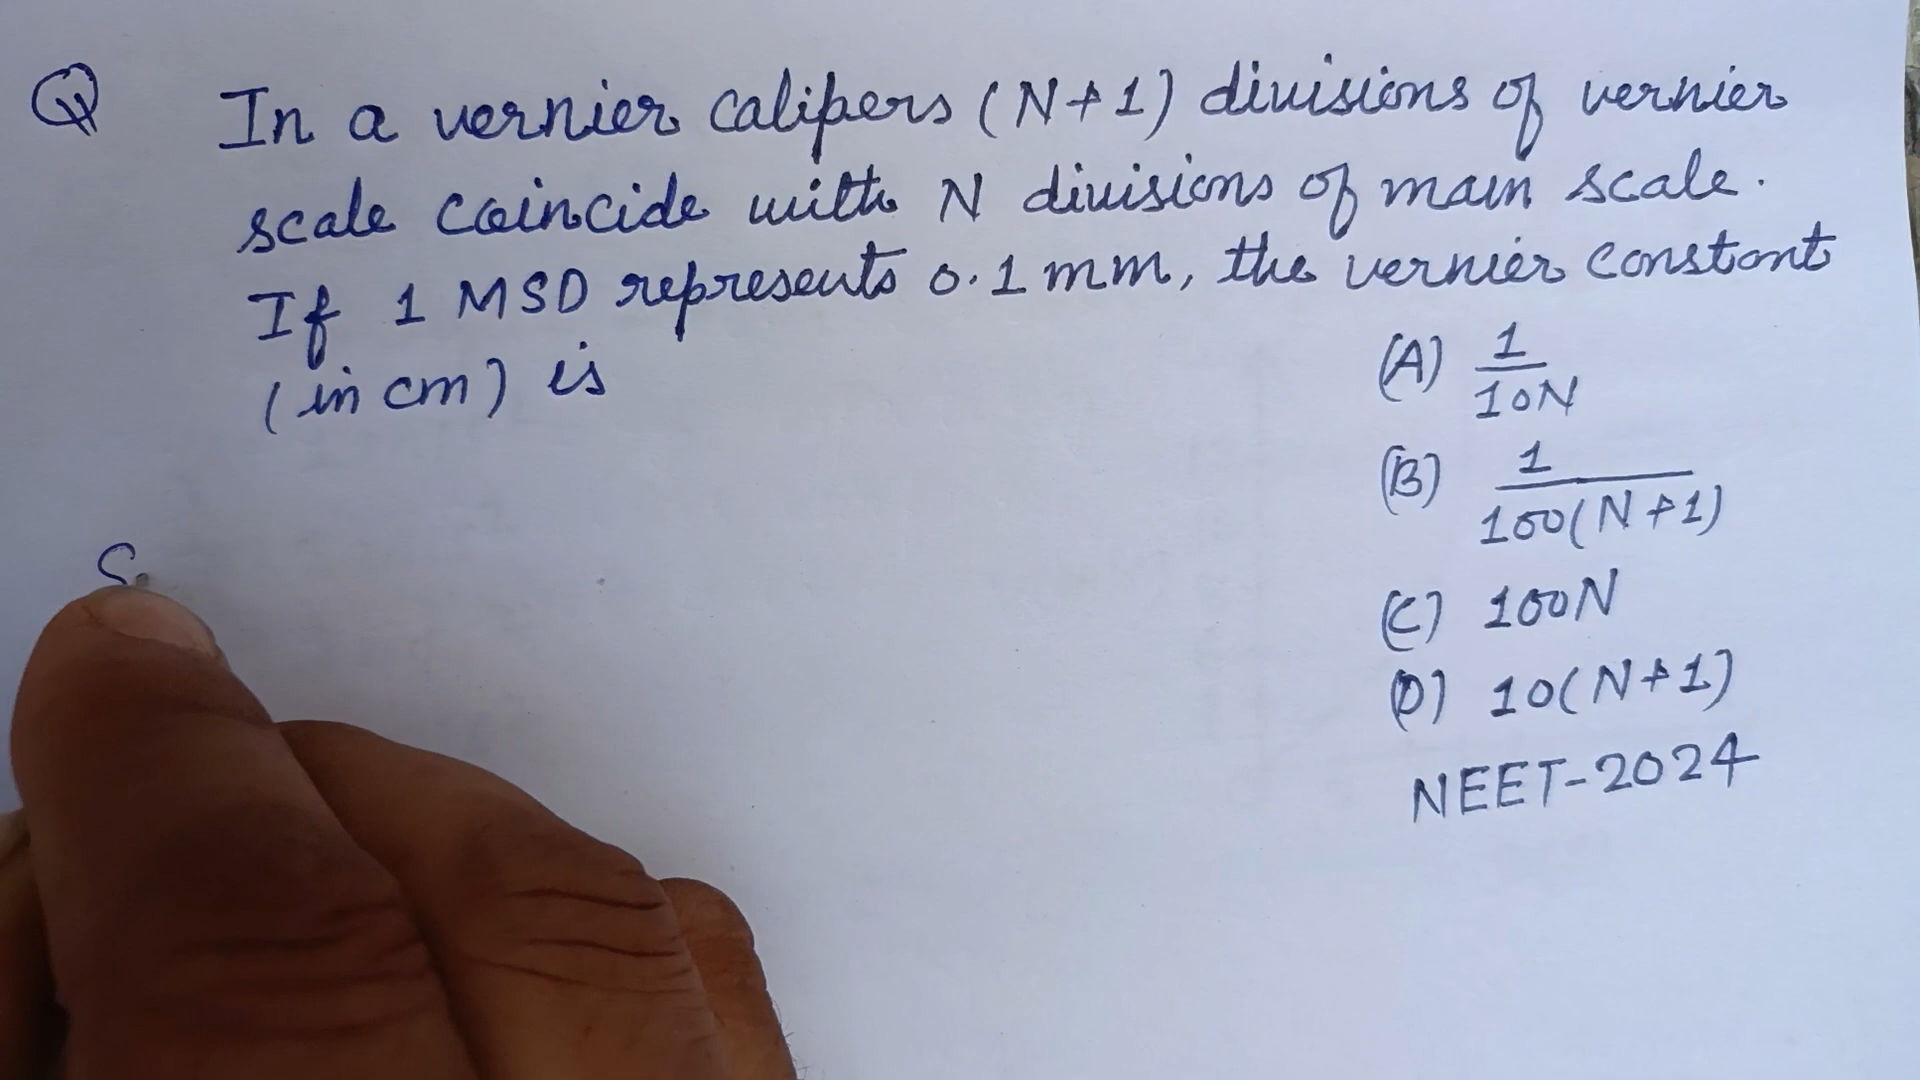 Q In a vernier calipers (N+1) divisions of vernier
scale coincide with N divisions of main scale.
If 1 MSD represents 0.1 mm, the vernier constant
(in cm) is
(A) 1/10N
(B) 1/100(N+1)
(C) 100N
(D) 10(N+1)
NEET-2024
S